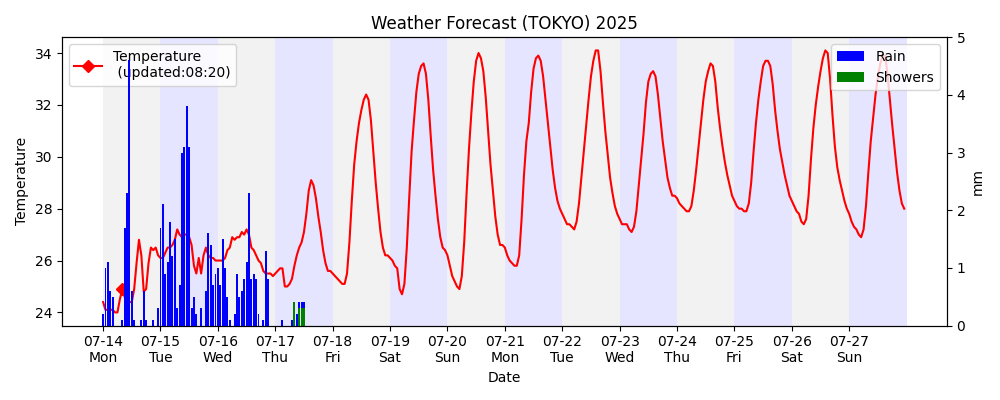 Weather Forecast (TOKYO) 2025
Temperature
(updated:08:20)
Rain
Showers
Temperature
34
32
30
28
26
24
5
4
3
2
1
0
mm
07-14 07-15 07-16 07-17 07-18 07-19 07-20 07-21 07-22 07-23 07-24 07-25 07-26 07-27
Mon Tue Wed Thu Fri Sat Sun Mon Tue Wed Thu Fri Sat Sun
Date